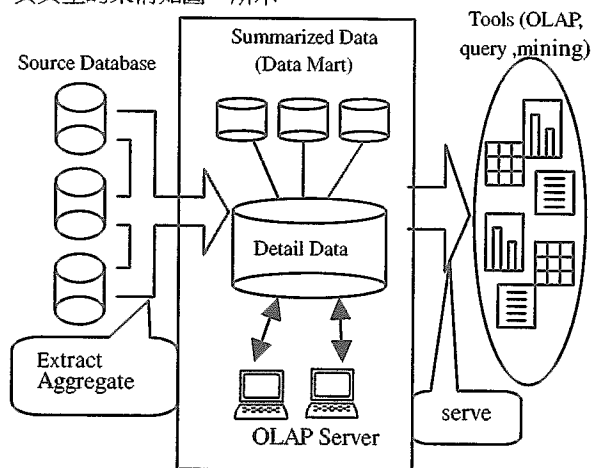 Tools (OLAP,
query ,mining)
Summarized Data
(Data Mart)
Source Database
Detail Data
Extract
Aggregate
serve
OLAP Server